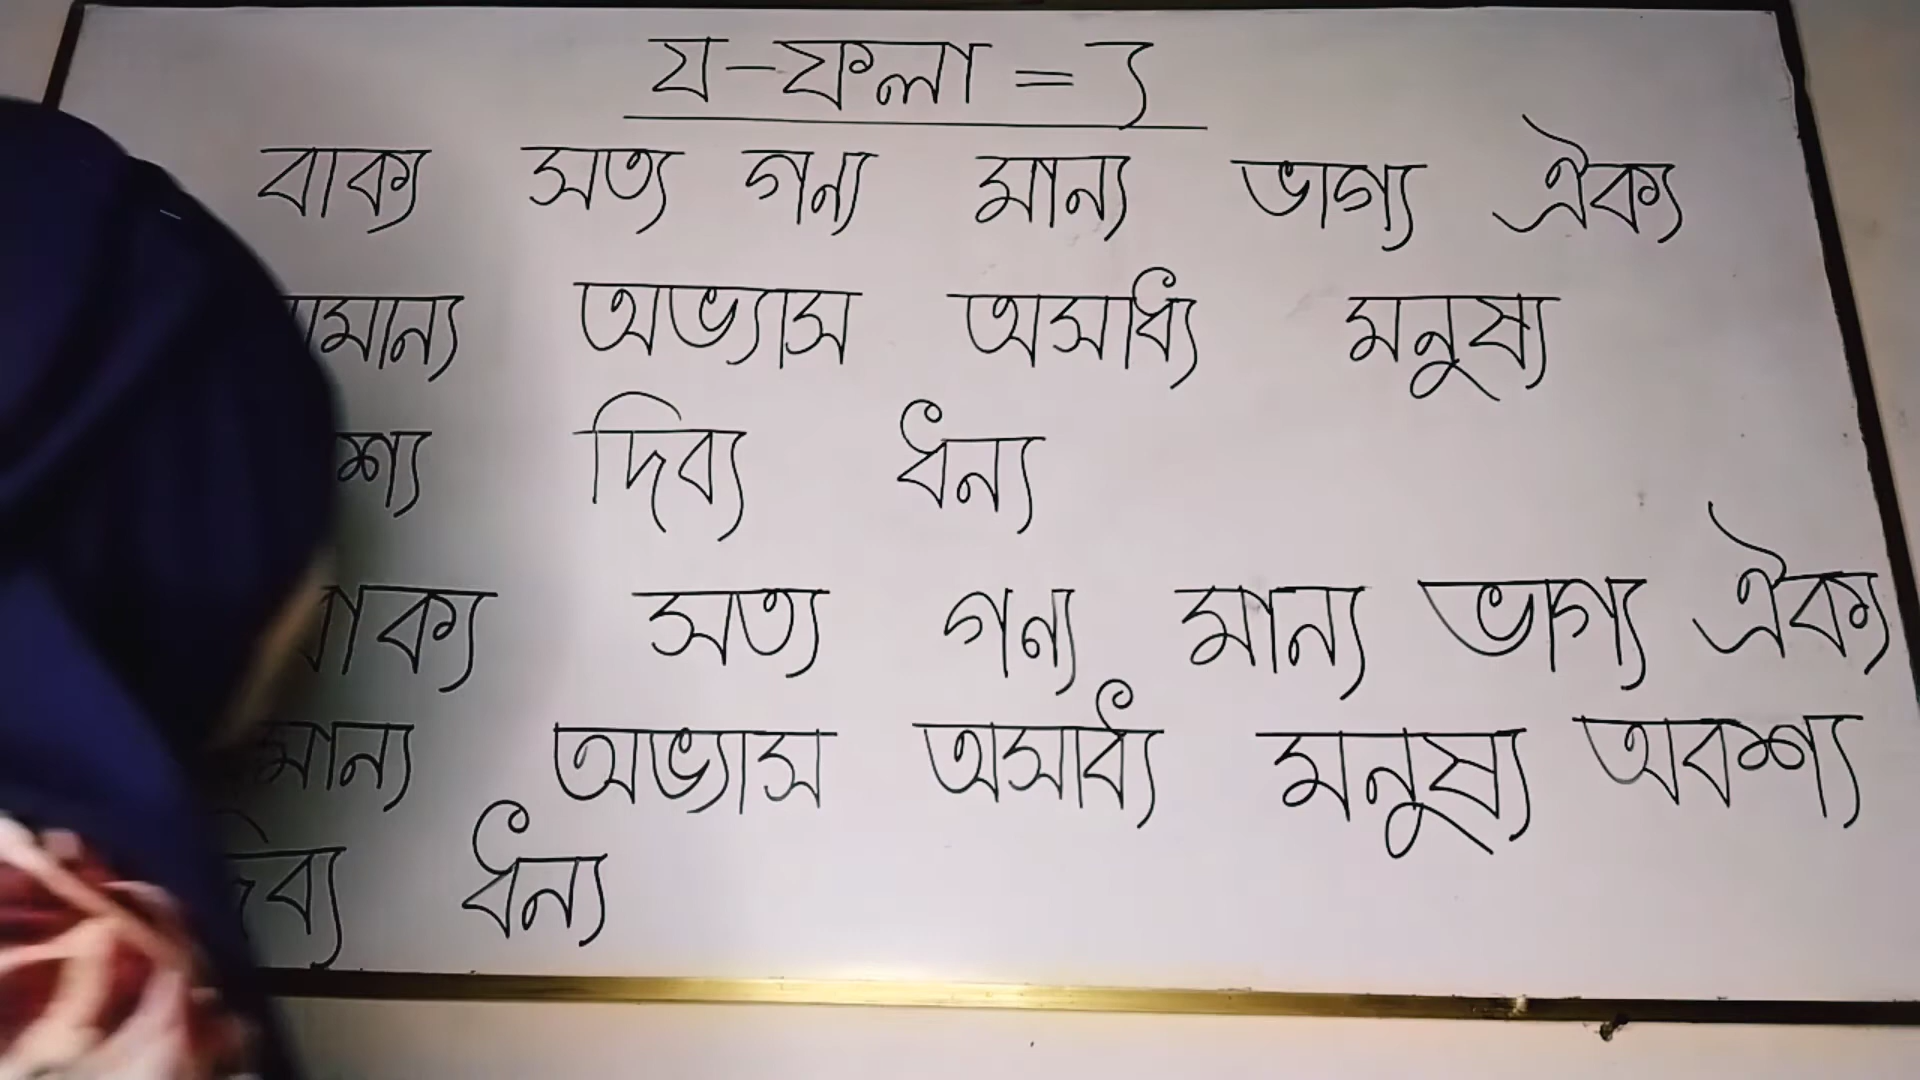 য-ফলা = ্য
বাক্য সত্য গন্য মান্য ভাগ্য ঐক্য
অভ্যাস অসাধ্য মনুষ্য
দিব্য ধন্য
বাক্য সত্য গন্য মান্য ভাগ্য ঐক্য
অভ্যাস অসাধ্য মনুষ্য অবশ্য
ধন্য